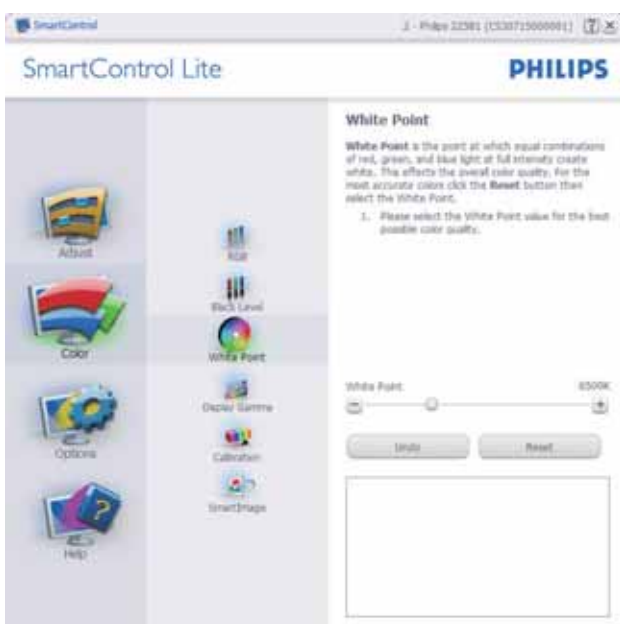 SmartControl
SmartControl Lite
PHILIPS
White Point
White Point is the point at which equal combinations
of red, green, and blue light at full intensity create
white. This effects the overall color quality. For the
most accurate colors click the Reset button then
select the White Point.
1. Please select the White Point value for the best
possible color quality.
Adjust
Color
Options
Help
RGB
Black Level
White Point
Display Gamma
Calibration
SmartImage
White Point 6500K
Undo Reset